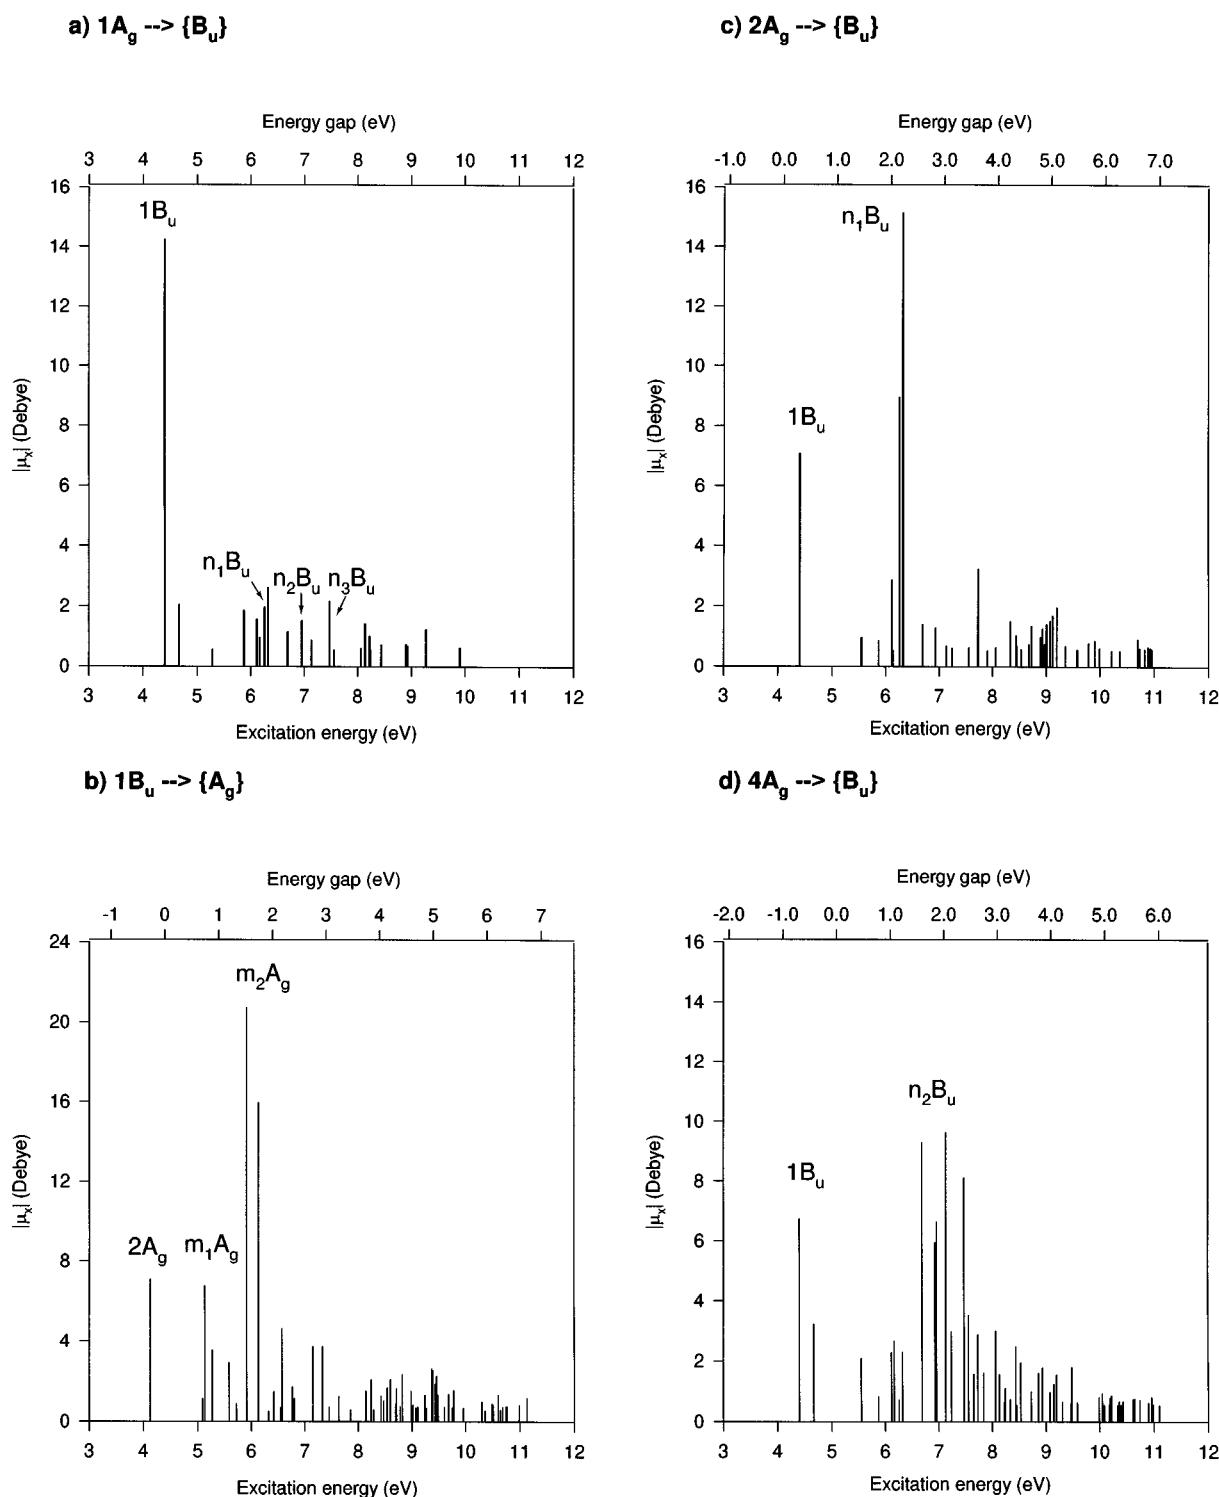 a) 1Ag --> {Bu}
Energy gap (eV)
3 4 5 6 7 8 9 10 11 12
16
14
12
10
8
6
4
2
0
|μx| (Debye)
1Bu
n1Bu
n2Bu
n3Bu
3 4 5 6 7 8 9 10 11 12
Excitation energy (eV)
c) 2Ag --> {Bu}
Energy gap (eV)
-1.0 0.0 1.0 2.0 3.0 4.0 5.0 6.0 7.0
16
14
12
10
8
6
4
2
0
|μx| (Debye)
n1Bu
1Bu
3 4 5 6 7 8 9 10 11 12
Excitation energy (eV)
b) 1Bu --> {Ag}
Energy gap (eV)
-1 0 1 2 3 4 5 6 7
24
20
16
12
8
4
0
|μx| (Debye)
m2Ag
2Ag
m1Ag
3 4 5 6 7 8 9 10 11 12
Excitation energy (eV)
d) 4Ag --> {Bu}
Energy gap (eV)
-2.0 -1.0 0.0 1.0 2.0 3.0 4.0 5.0 6.0
16
14
12
10
8
6
4
2
0
|μx| (Debye)
n2Bu
1Bu
3 4 5 6 7 8 9 10 11 12
Excitation energy (eV)